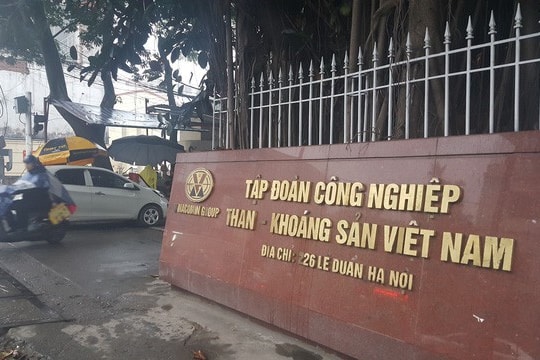 TẬP ĐOÀN CÔNG NGHIỆP
THAN - KHOÁNG SẢN VIỆT NAM
ĐỊA CHỈ: 226 LÊ DUẨN HÀ NỘI
VINACOMIN GROUP